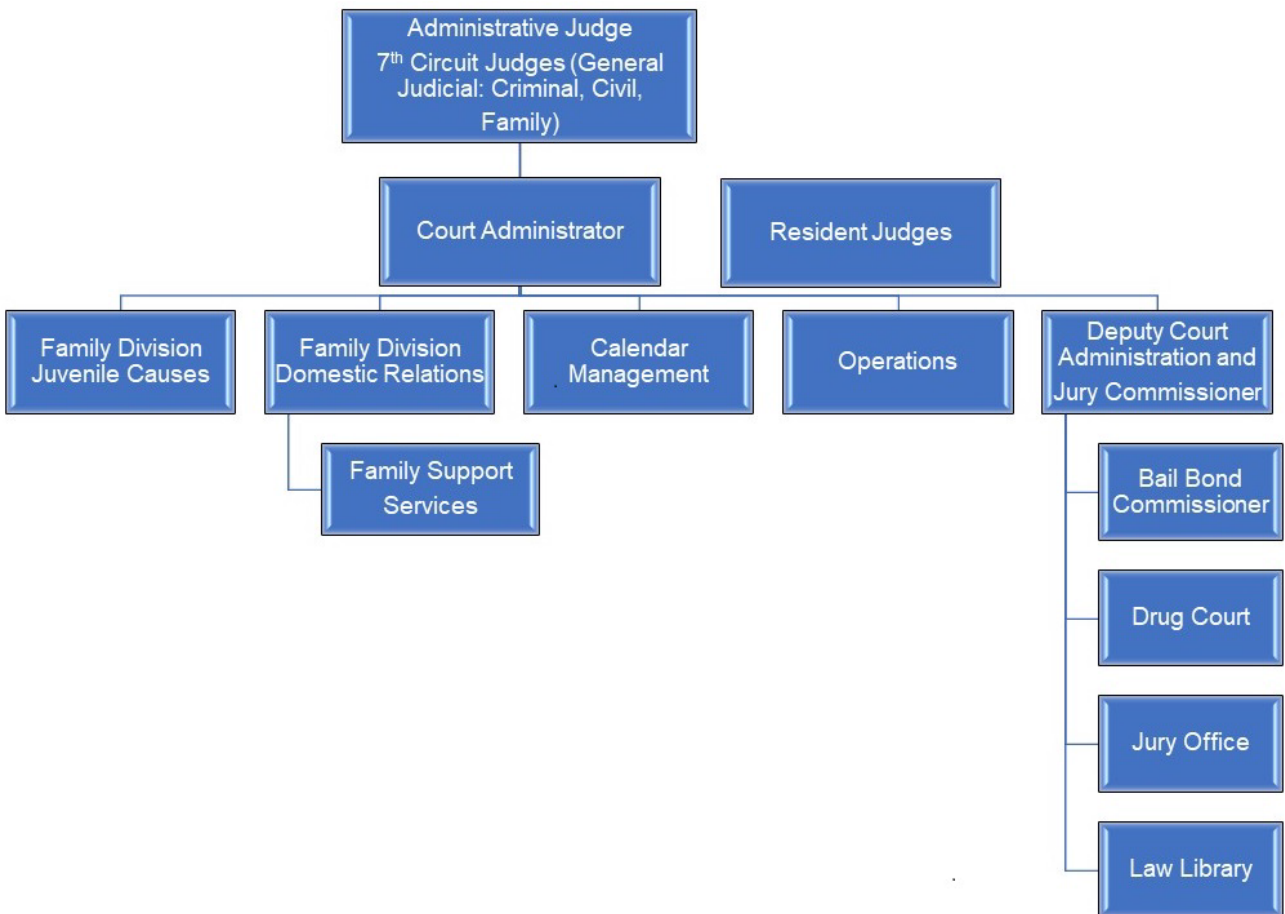 Administrative Judge
7th Circuit Judges (General
Judicial: Criminal, Civil,
Family)
Court Administrator
Resident Judges
Family Division
Juvenile Causes
Family Division
Domestic Relations
Calendar
Management
Operations
Deputy Court
Administration and
Jury Commissioner
Family Support
Services
Bail Bond
Commissioner
Drug Court
Jury Office
Law Library